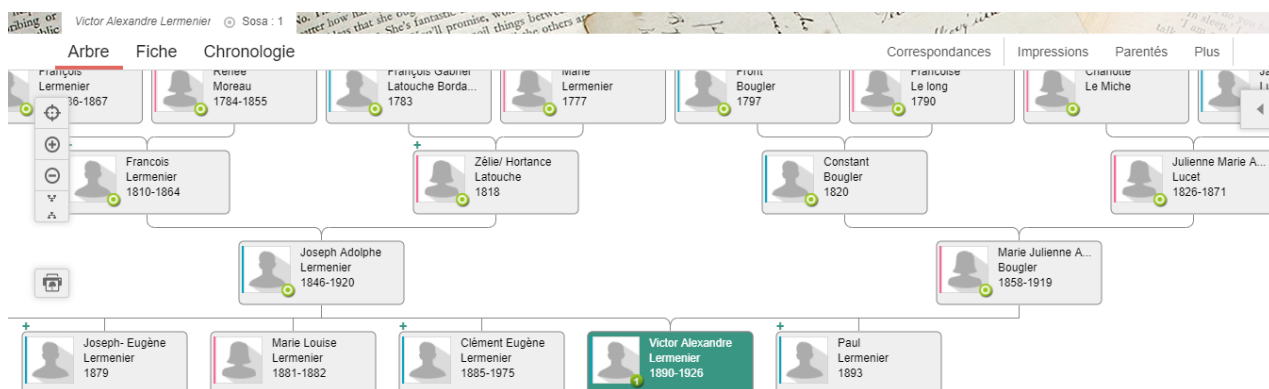 Victor Alexandre Lermenier Sosa : 1
Arbre Fiche Chronologie Correspondances Impressions Parentés Plus
François
Lermenier
36-1867
Renée
Moreau
1784-1855
François Gabriel
Latouche Borda...
1783
Marie
Lermenier
1777
Front
Bougler
1797
Francoise
Le long
1790
Charlotte
Le Miche
Francois
Lermenier
1810-1864
Zélie/ Hortance
Latouche
1818
Constant
Bougler
1820
Julienne Marie A...
Lucet
1826-1871
Joseph Adolphe
Lermenier
1846-1920
Marie Julienne A...
Bougler
1858-1919
Joseph- Eugène
Lermenier
1879
Marie Louise
Lermenier
1881-1882
Clément Eugène
Lermenier
1885-1975
Victor Alexandre
Lermenier
1890-1926
1
Paul
Lermenier
1893